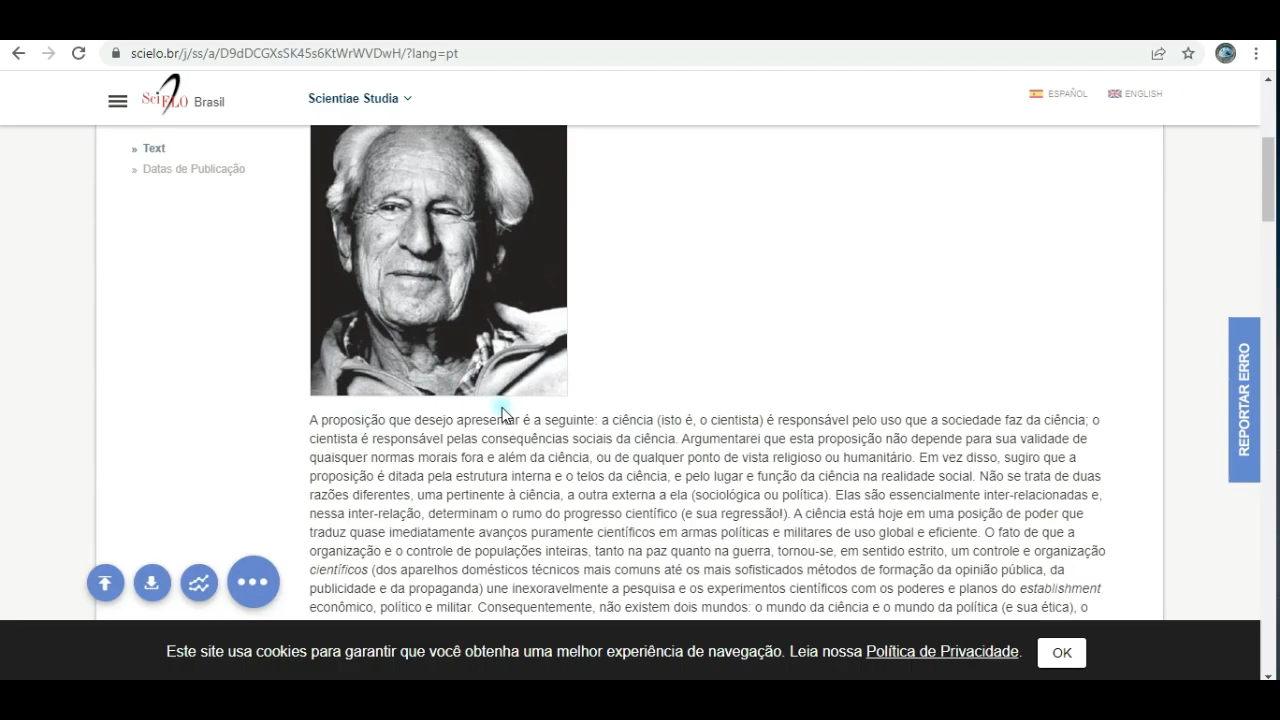 scielo.br/j/ss/a/D9dDCGXsSK45s6KtWrWVDwH/?lang=pt
SciELO Brasil
Scientiae Studia
ESPAÑOL
ENGLISH
» Text
» Datas de Publicação
A proposição que desejo apresentar é a seguinte: a ciência (isto é, o cientista) é responsável pelo uso que a sociedade faz da ciência; o
cientista é responsável pelas consequências sociais da ciência. Argumentarei que esta proposição não depende para sua validade de
quaisquer normas morais fora e além da ciência, ou de qualquer ponto de vista religioso ou humanitário. Em vez disso, sugiro que a
proposição é ditada pela estrutura interna e o telos da ciência, e pelo lugar e função da ciência na realidade social. Não se trata de duas
razões diferentes, uma pertinente à ciência, a outra externa a ela (sociológica ou política). Elas são essencialmente inter-relacionadas e,
nessa inter-relação, determinam o rumo do progresso científico (e sua regressão!). A ciência está hoje em uma posição de poder que
traduz quase imediatamente avanços puramente científicos em armas políticas e militares de uso global e eficiente. O fato de que a
organização e o controle de populações inteiras, tanto na paz quanto na guerra, tornou-se, em sentido estrito, um controle e organização
científicos (dos aparelhos domésticos técnicos mais comuns até os mais sofisticados métodos de formação da opinião pública, da
publicidade e da propaganda) une inexoravelmente a pesquisa e os experimentos científicos com os poderes e planos do establishment
econômico, político e militar. Consequentemente, não existem dois mundos: o mundo da ciência e o mundo da política (e sua ética), o
REPORTAR ERRO
Este site usa cookies para garantir que você obtenha uma melhor experiência de navegação. Leia nossa Política de Privacidade.
OK